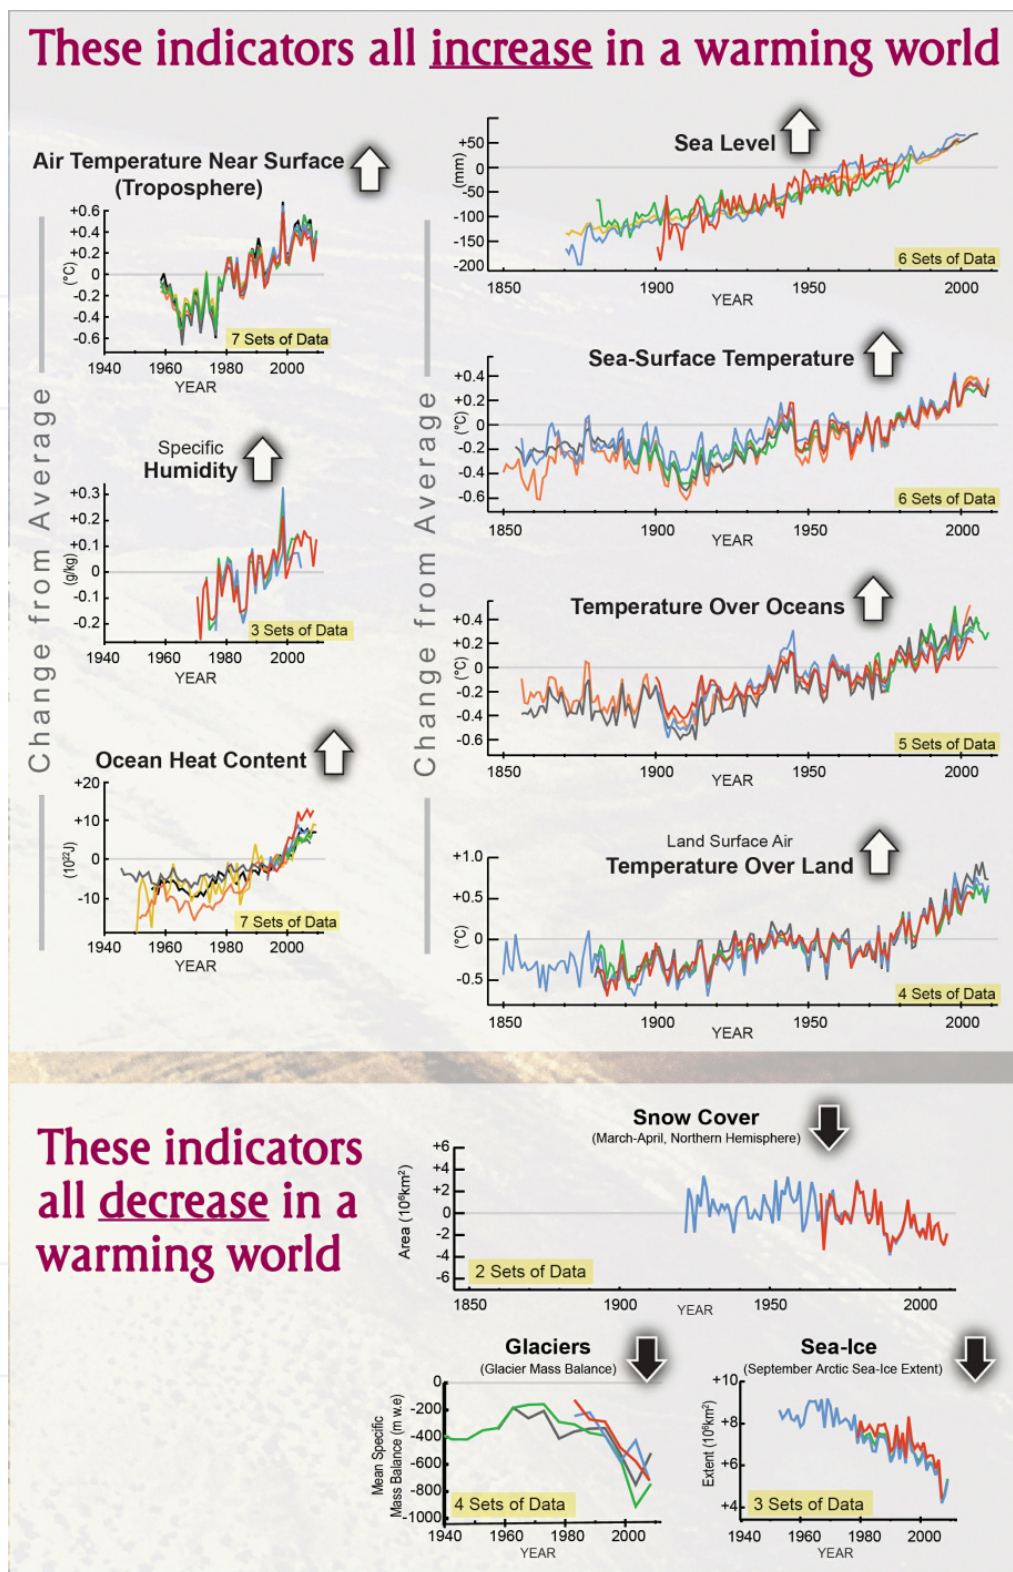 These indicators all increase in a warming world
Air Temperature Near Surface
(Troposphere)
+0.6
+0.4
+0.2
0
-0.2
-0.4
-0.6
(°C)
7 Sets of Data
1940 1960 1980 2000
YEAR
Specific
Humidity
+0.3
+0.2
+0.1
0
-0.1
-0.2
(g/kg)
3 Sets of Data
1940 1960 1980 2000
YEAR
Ocean Heat Content
+20
+10
0
-10
(10²²J)
7 Sets of Data
1940 1960 1980 2000
YEAR
Change from Average
Change from Average
Sea Level
+50
0
-50
-100
-150
-200
(mm)
6 Sets of Data
1850 1900 1950 2000
YEAR
Sea-Surface Temperature
+0.4
+0.2
0
-0.2
-0.4
-0.6
(°C)
6 Sets of Data
1850 1900 1950 2000
YEAR
Temperature Over Oceans
+0.4
+0.2
0
-0.2
-0.4
-0.6
(°C)
5 Sets of Data
1850 1900 1950 2000
YEAR
Land Surface Air
Temperature Over Land
+1.0
+0.5
0
-0.5
(°C)
4 Sets of Data
1850 1900 1950 2000
YEAR
These indicators
all decrease in a
warming world
Snow Cover
(March-April, Northern Hemisphere)
+6
+4
+2
0
-2
-4
-6
Area (10⁶km²)
2 Sets of Data
1850 1900 1950 2000
YEAR
Glaciers
(Glacier Mass Balance)
0
-200
-400
-600
-800
-1000
Mean Specific
Mass Balance (m w.e)
4 Sets of Data
1940 1960 1980 2000
YEAR
Sea-Ice
(September Arctic Sea-Ice Extent)
+10
+8
+6
+4
Extent (10⁶km²)
3 Sets of Data
1940 1960 1980 2000
YEAR